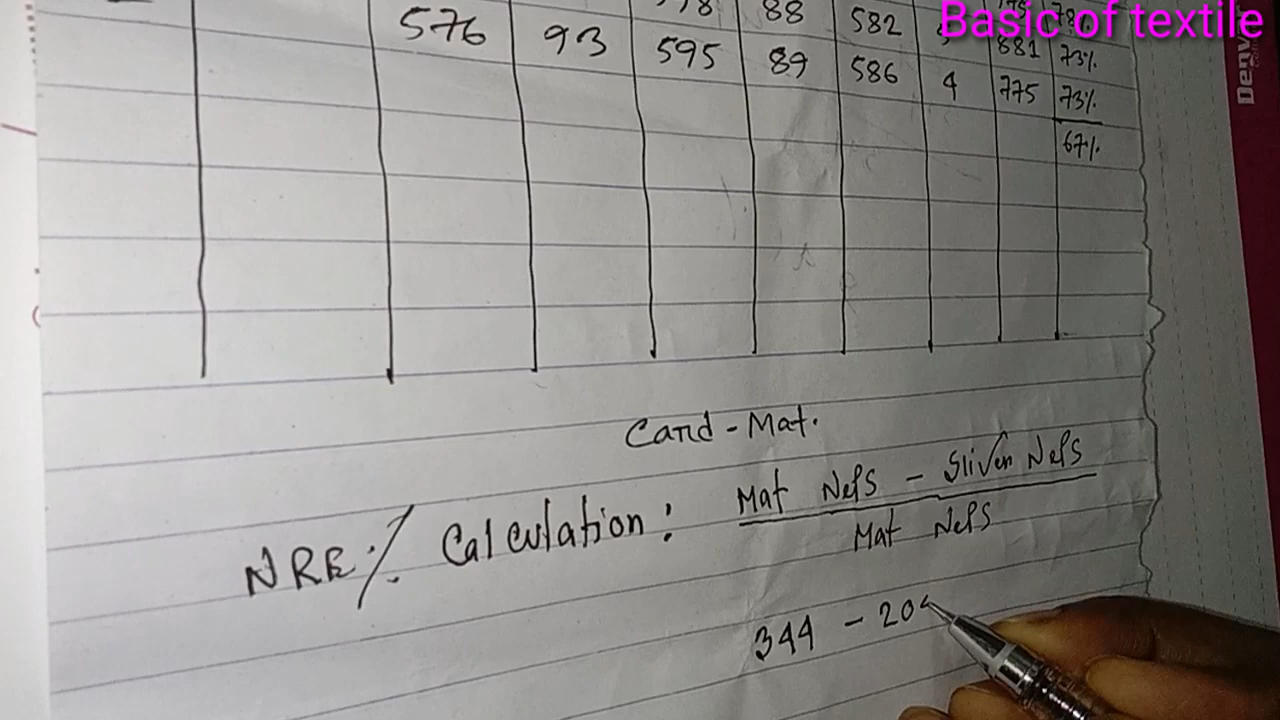 Basic of textile
88 582
576 93 595 89 586 4 881 73%
775 73%
67%
Denv
Card - Mat.
NRE % Calculation : Mat Neps - Sliver Neps
Mat Neps
344 - 20